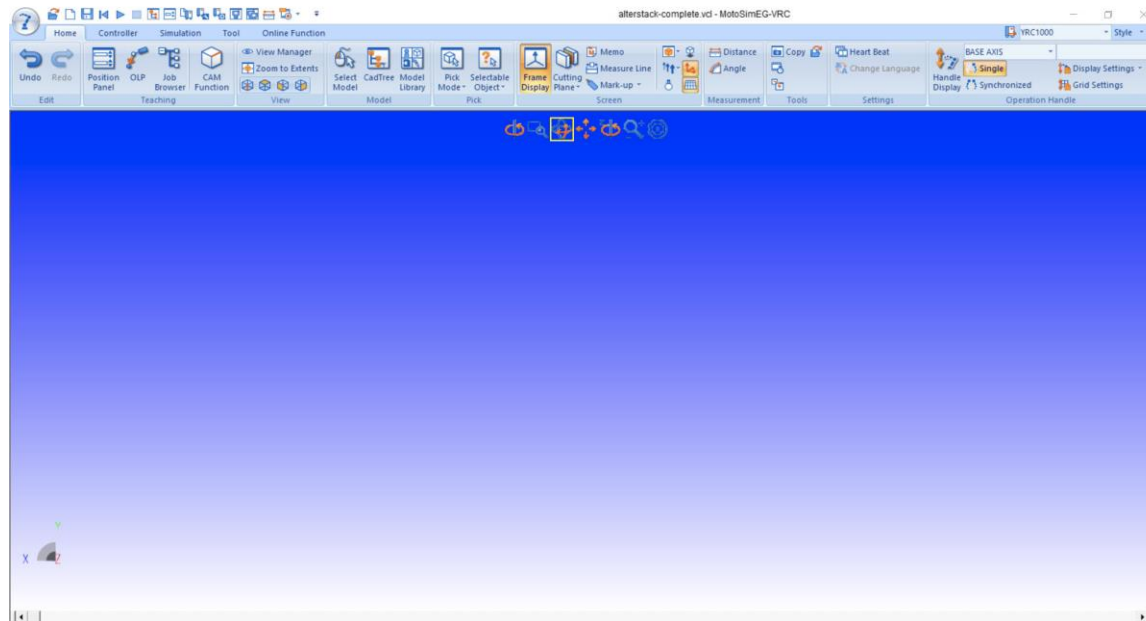 alterstack-complete.vcl - MotoSimEG-VRC
Home Controller Simulation Tool Online Function YRC1000 Style
View Manager Memo Distance Copy Heart Beat BASE AXIS
Zoom to Extents Measure Line Angle Change Language Single Display Settings
Mark-up Synchronized Grid Settings
Undo Redo Position Panel OLP Job Browser CAM Function Select Model CadTree Model Library Pick Mode Selectable Object Frame Display Cutting Plane Handle Display
Edit Teaching View Model Pick Screen Measurement Tools Settings Operation Handle
Y
X Z